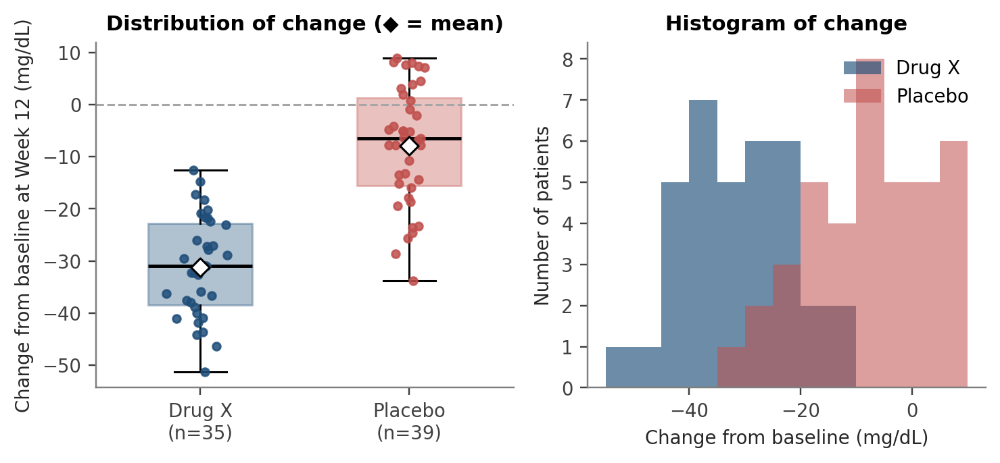 Distribution of change (◆ = mean)
Change from baseline at Week 12 (mg/dL)
10
0
−10
−20
−30
−40
−50
Drug X
(n=35)
Placebo
(n=39)
Histogram of change
Number of patients
8
7
6
5
4
3
2
1
0
Drug X
Placebo
−40
−20
0
Change from baseline (mg/dL)